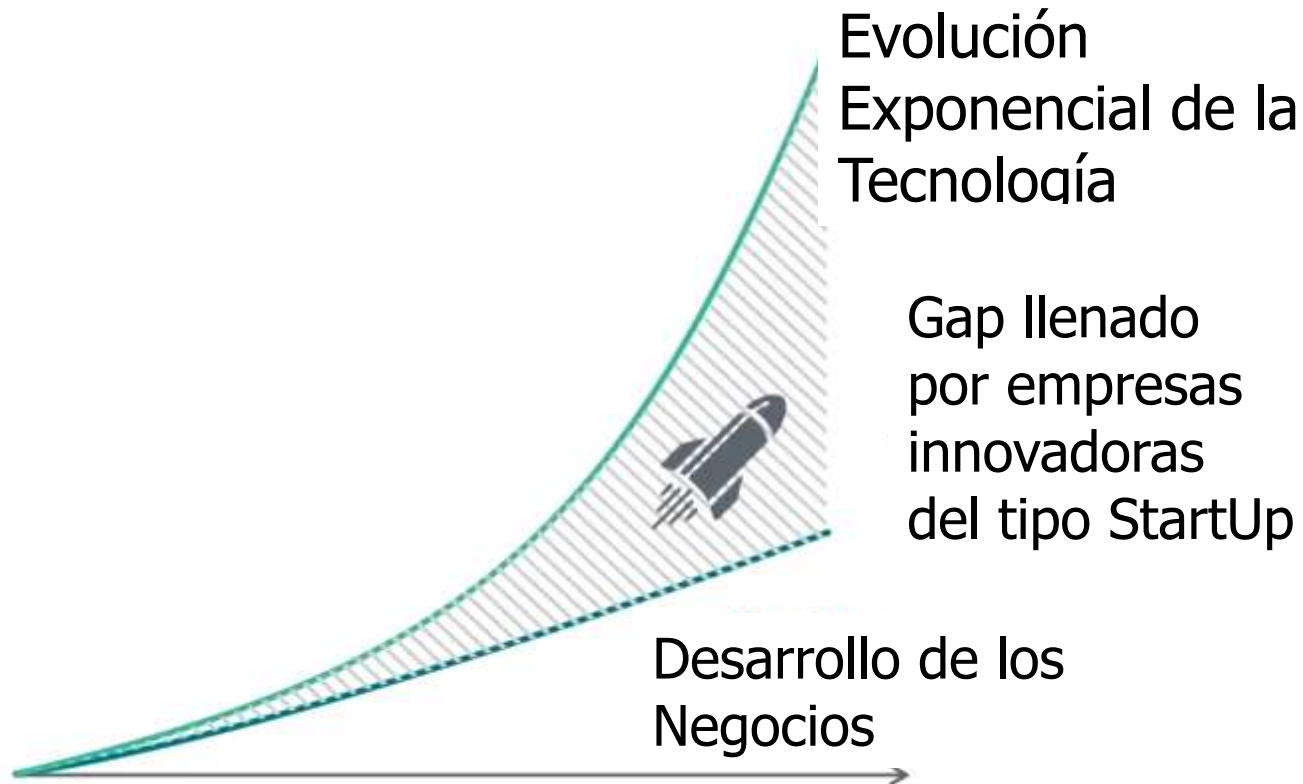 Evolución
Exponencial de la
Tecnología
Gap llenado
por empresas
innovadoras
del tipo StartUp
Desarrollo de los
Negocios